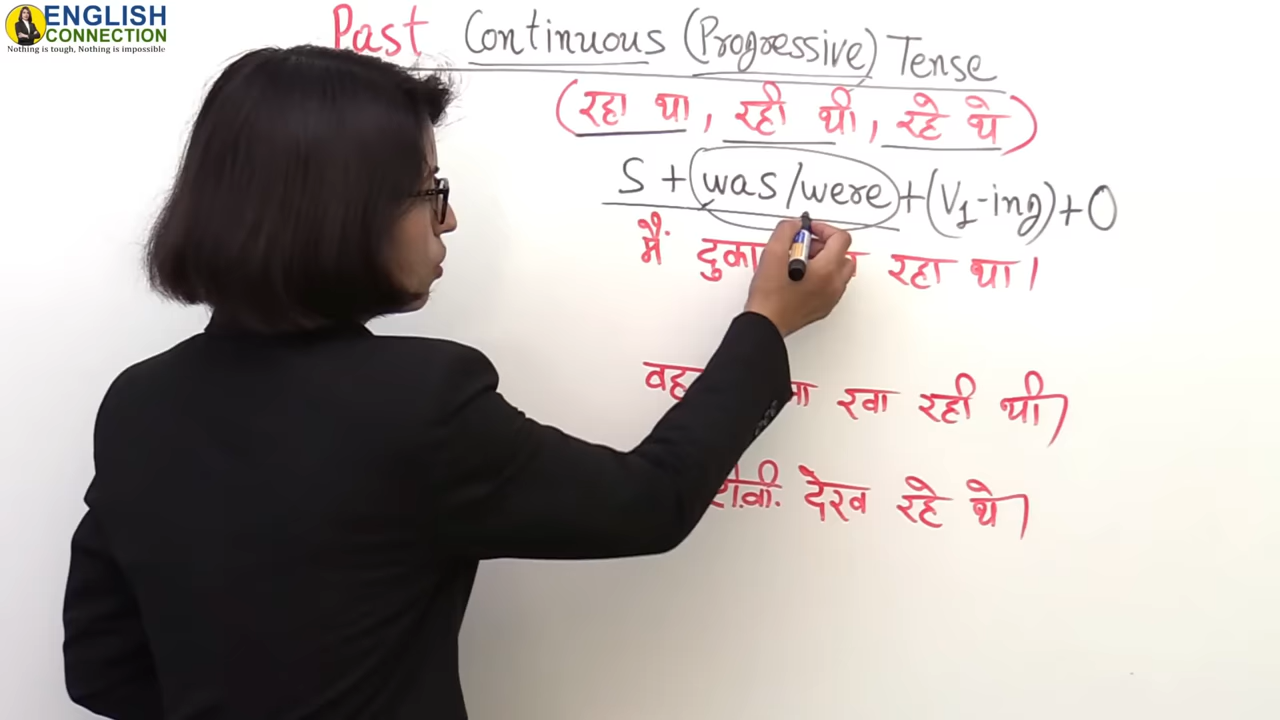 ENGLISH
CONNECTION
Nothing is tough, Nothing is impossible
Past Continuous (Progressive) Tense
(रहा था, रही थी, रहे थे)
S + was/were + (V1-ing) + O
मैं रहा था।
खा रही थी।
टी.वी. देख रहे थे।